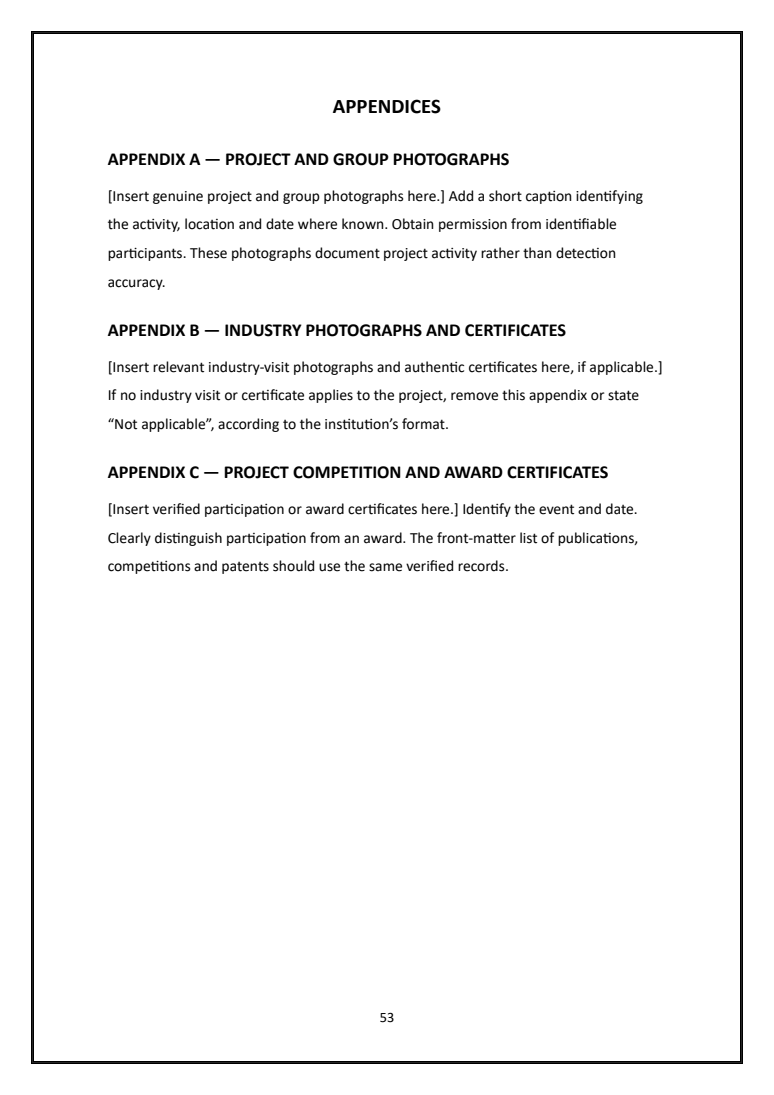 APPENDICES
APPENDIX A — PROJECT AND GROUP PHOTOGRAPHS
[Insert genuine project and group photographs here.] Add a short caption identifying
the activity, location and date where known. Obtain permission from identifiable
participants. These photographs document project activity rather than detection
accuracy.
APPENDIX B — INDUSTRY PHOTOGRAPHS AND CERTIFICATES
[Insert relevant industry-visit photographs and authentic certificates here, if applicable.]
If no industry visit or certificate applies to the project, remove this appendix or state
“Not applicable”, according to the institution’s format.
APPENDIX C — PROJECT COMPETITION AND AWARD CERTIFICATES
[Insert verified participation or award certificates here.] Identify the event and date.
Clearly distinguish participation from an award. The front-matter list of publications,
competitions and patents should use the same verified records.
53